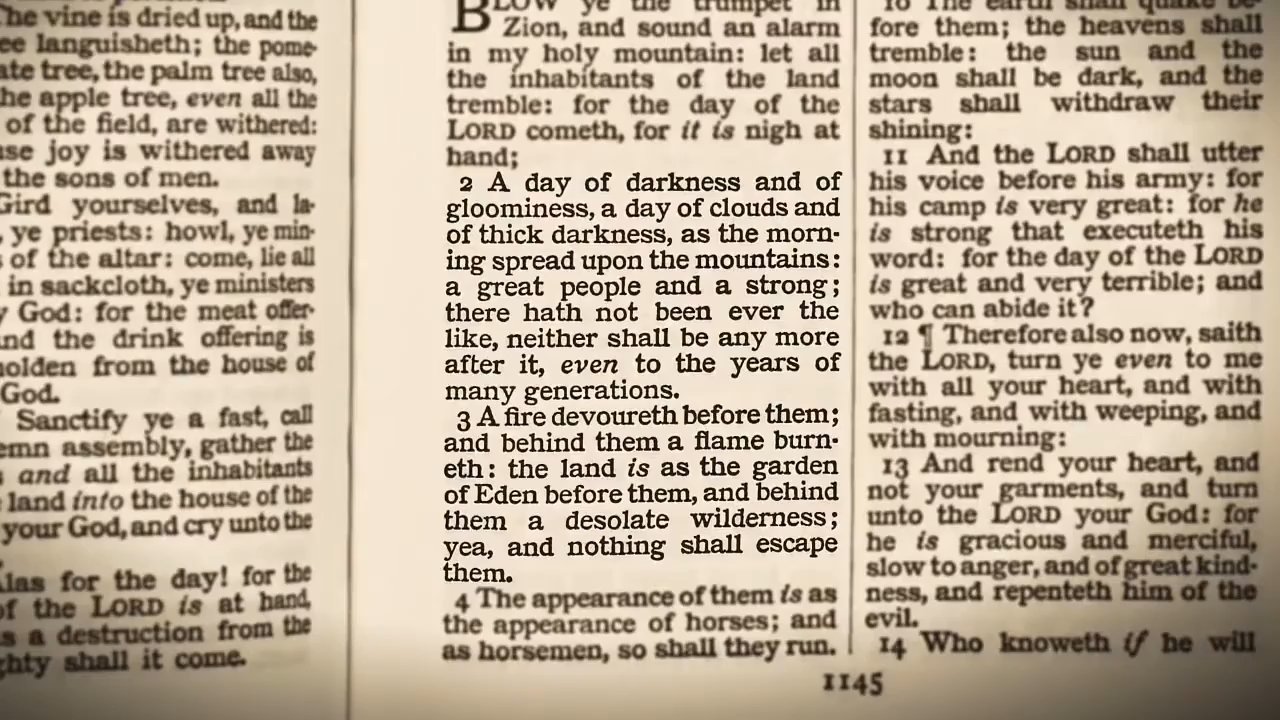 The vine is dried up, and the
ee languisheth; the pome-
ate tree, the palm tree also,
he apple tree, even all the
of the field, are withered:
use joy is withered away
the sons of men.
Gird yourselves, and la-
, ye priests: howl, ye min-
of the altar: come, lie all
in sackcloth, ye ministers
y God: for the meat offer-
nd the drink offering is
holden from the house of
God.
Sanctify ye a fast, call
emn assembly, gather the
and all the inhabitants
land into the house of the
your God, and cry unto the
las for the day! for the
of the LORD is at hand,
s a destruction from the
ghty shall it come.
BLOW ye the trumpet in
Zion, and sound an alarm
in my holy mountain: let all
the inhabitants of the land
tremble: for the day of the
LORD cometh, for it is nigh at
hand;
2 A day of darkness and of
gloominess, a day of clouds and
of thick darkness, as the morn-
ing spread upon the mountains:
a great people and a strong;
there hath not been ever the
like, neither shall be any more
after it, even to the years of
many generations.
3 A fire devoureth before them;
and behind them a flame burn-
eth: the land is as the garden
of Eden before them, and behind
them a desolate wilderness;
yea, and nothing shall escape
them.
4 The appearance of them is as
the appearance of horses; and
as horsemen, so shall they run.
10 The earth shall quake be-
fore them; the heavens shall
tremble: the sun and the
moon shall be dark, and the
stars shall withdraw their
shining:
11 And the LORD shall utter
his voice before his army: for
his camp is very great: for he
is strong that executeth his
word: for the day of the LORD
is great and very terrible; and
who can abide it?
12 ¶ Therefore also now, saith
the LORD, turn ye even to me
with all your heart, and with
fasting, and with weeping, and
with mourning:
13 And rend your heart, and
not your garments, and turn
unto the LORD your God: for
he is gracious and merciful,
slow to anger, and of great kind-
ness, and repenteth him of the
evil.
14 Who knoweth if he will
1145